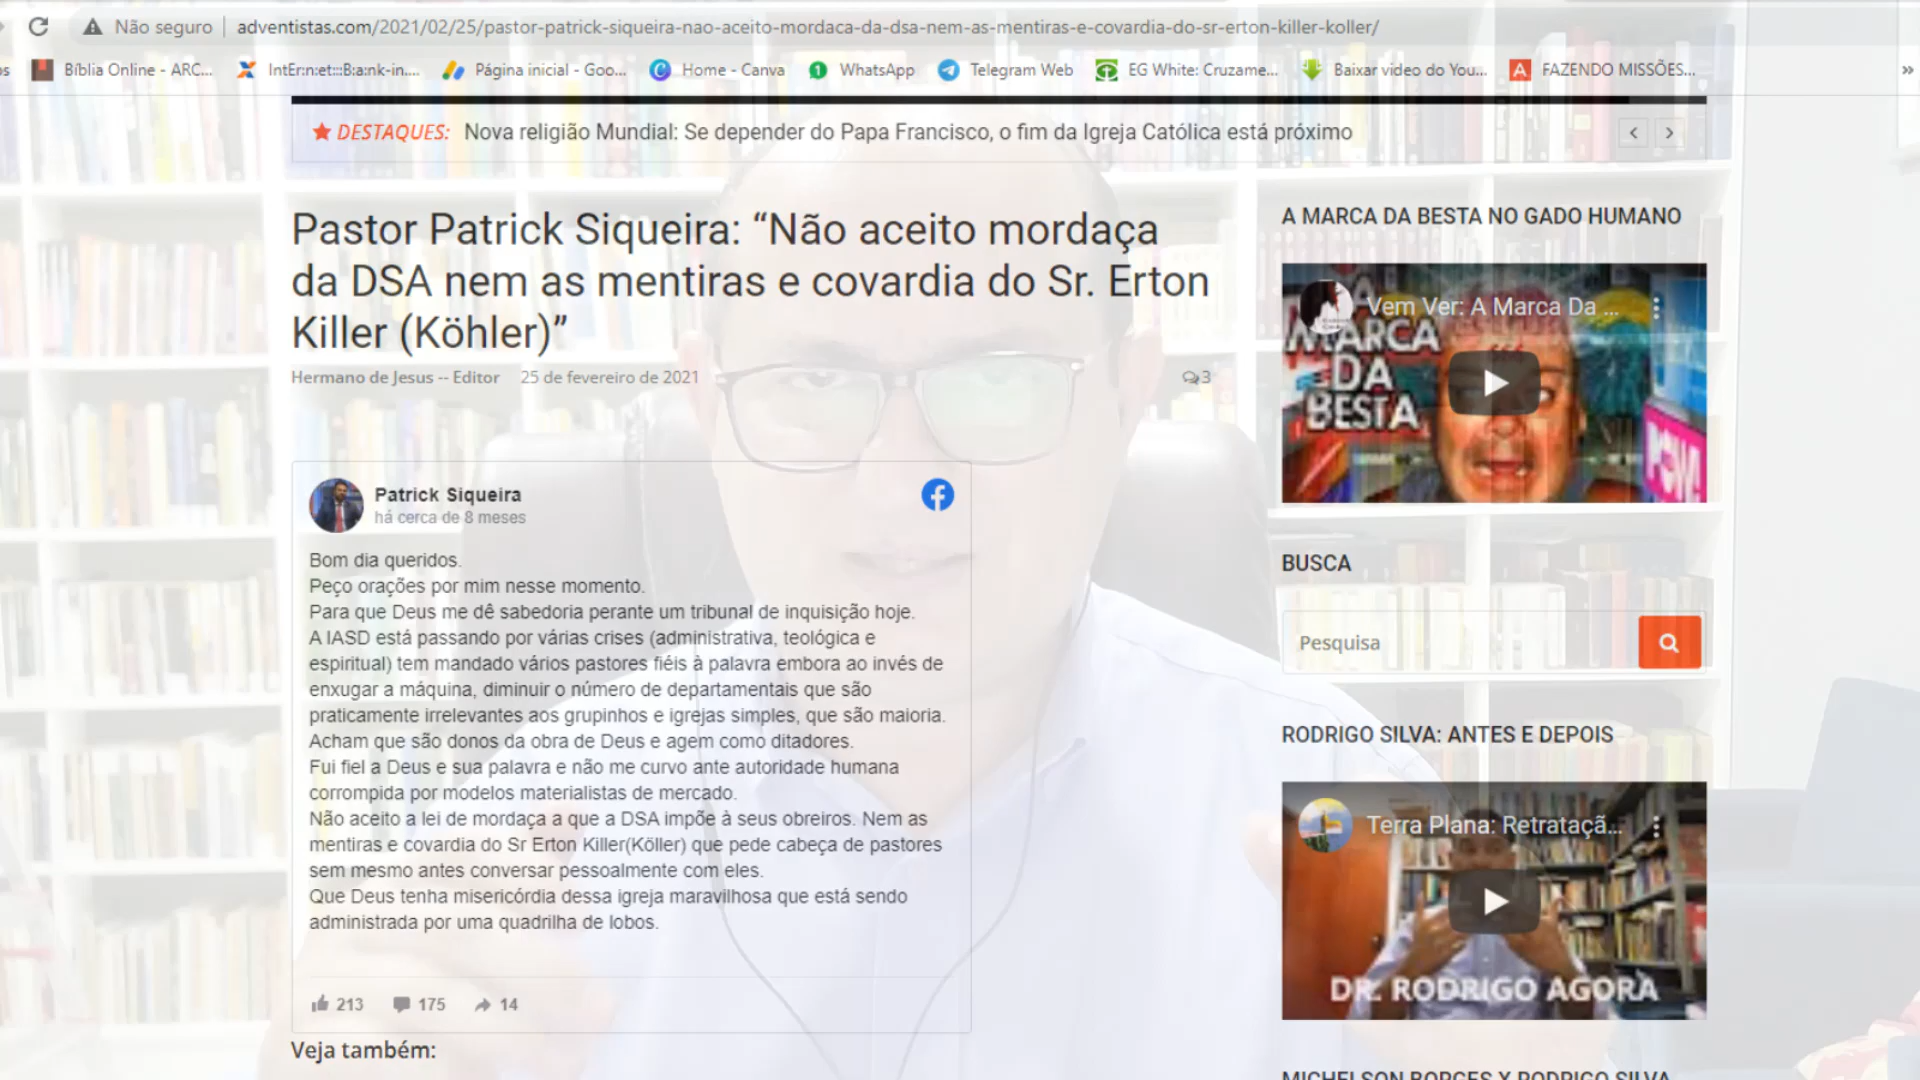 Não seguro
adventistas.com/2021/02/25/pastor-patrick-siqueira-nao-aceito-mordaca-da-dsa-nem-as-mentiras-e-covardia-do-sr-erton-killer-koller/
os
Bíblia Online - ARC...
IntEr:n:et:::B:a:nk-in....
Página inicial - Goo...
Home - Canva
1
WhatsApp
Telegram Web
EG White: Cruzame...
Baixar video do You...
A
FAZENDO MISSÕES...
»
DESTAQUES:
Nova religião Mundial: Se depender do Papa Francisco, o fim da Igreja Católica está próximo
Pastor Patrick Siqueira: “Não aceito mordaça
da DSA nem as mentiras e covardia do Sr. Erton
Killer (Köhler)”
Hermano de Jesus -- Editor
25 de fevereiro de 2021
3
Patrick Siqueira
há cerca de 8 meses
Bom dia queridos.
Peço orações por mim nesse momento.
Para que Deus me dê sabedoria perante um tribunal de inquisição hoje.
A IASD está passando por várias crises (administrativa, teológica e
espiritual) tem mandado vários pastores fiéis à palavra embora ao invés de
enxugar a máquina, diminuir o número de departamentais que são
praticamente irrelevantes aos grupinhos e igrejas simples, que são maioria.
Acham que são donos da obra de Deus e agem como ditadores.
Fui fiel a Deus e sua palavra e não me curvo ante autoridade humana
corrompida por modelos materialistas de mercado.
Não aceito a lei de mordaça a que a DSA impõe à seus obreiros. Nem as
mentiras e covardia do Sr Erton Killer(Köller) que pede cabeça de pastores
sem mesmo antes conversar pessoalmente com eles.
Que Deus tenha misericórdia dessa igreja maravilhosa que está sendo
administrada por uma quadrilha de lobos.
213
175
14
Veja também:
A MARCA DA BESTA NO GADO HUMANO
Vem Ver: A Marca Da ...
A
MARCA
DA
BESTA
BUSCA
Pesquisa
RODRIGO SILVA: ANTES E DEPOIS
Terra Plana: Retrataçã...
DR. RODRIGO AGORA
MICHELSON BORGES X RODRIGO SILVA